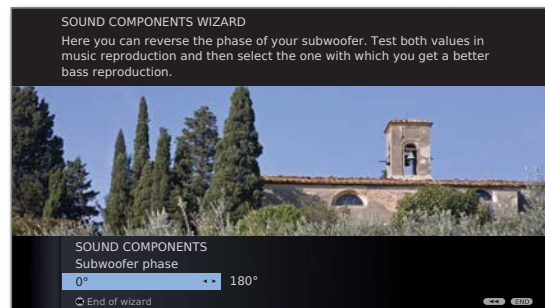 SOUND COMPONENTS WIZARD
Here you can reverse the phase of your subwoofer. Test both values in
music reproduction and then select the one with which you get a better
bass reproduction.
SOUND COMPONENTS
Subwoofer phase
0° 180°
OK End of wizard END